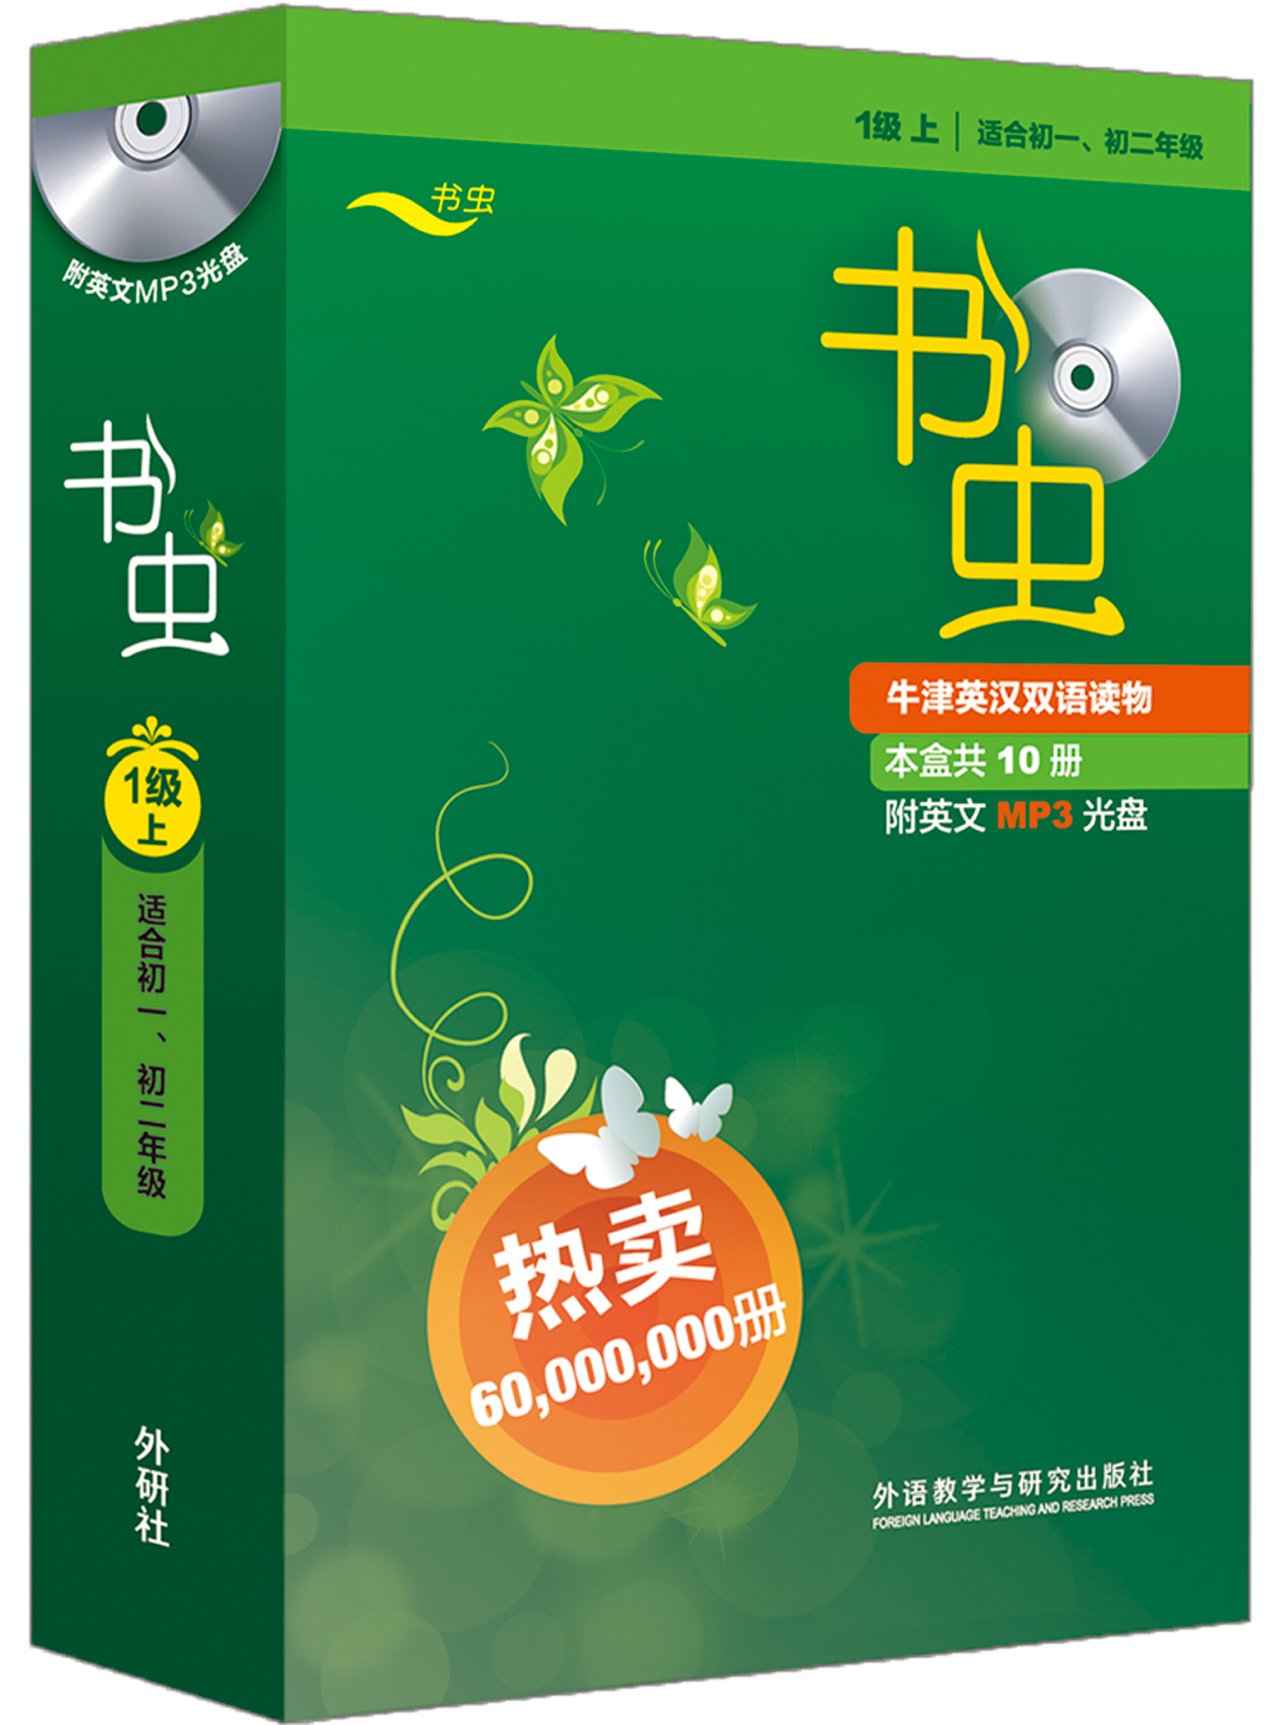 附英文MP3光盘
书虫
1级
上
适合初一、初二年级
外研社
1级 上 | 适合初一、初二年级
书虫
书虫
牛津英汉双语读物
本盒共 10 册
附英文 MP3 光盘
热卖
60,000,000册
外语教学与研究出版社
FOREIGN LANGUAGE TEACHING AND RESEARCH PRESS